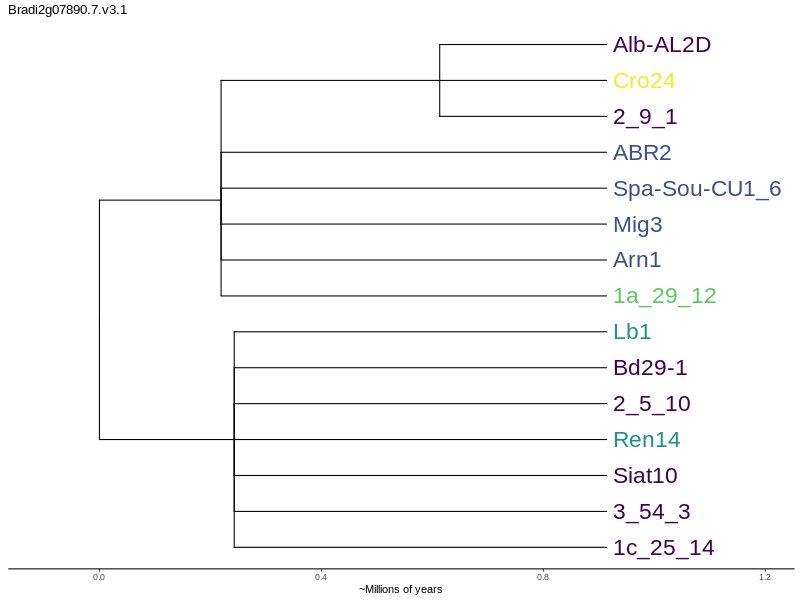 Bradi2g07890.7.v3.1
Alb-AL2D
Cro24
2_9_1
ABR2
Spa-Sou-CU1_6
Mig3
Arn1
1a_29_12
Lb1
Bd29-1
2_5_10
Ren14
Siat10
3_54_3
1c_25_14
0.0 0.4 0.8 1.2
~Millions of years